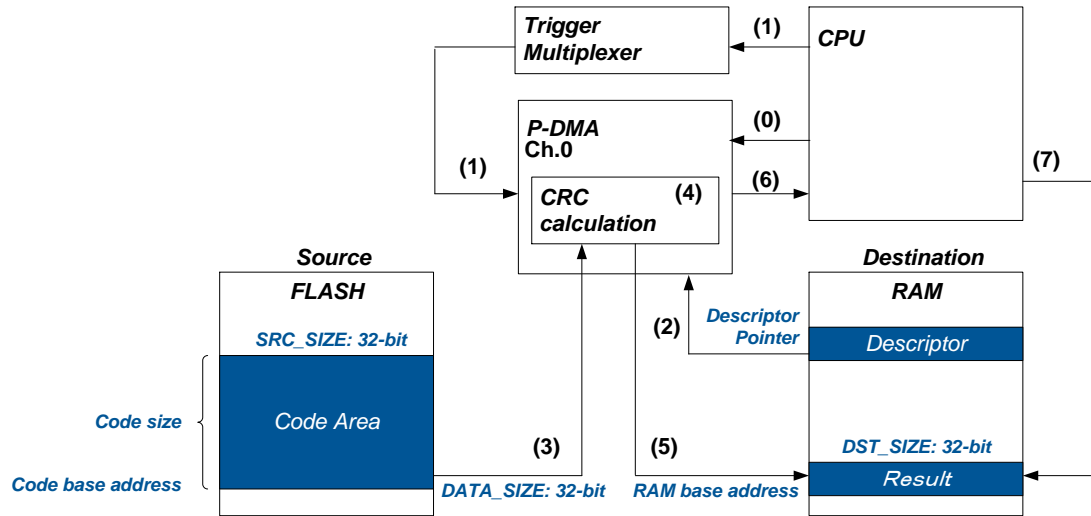 Trigger
Multiplexer
(1)
CPU
P-DMA
Ch.0
(0)
(1)
(6)
(7)
CRC
calculation
(4)
Source
FLASH
Destination
RAM
SRC_SIZE: 32-bit
(2)
Descriptor
Pointer
Descriptor
Code size
Code Area
(3)
(5)
DST_SIZE: 32-bit
Code base address
DATA_SIZE: 32-bit
RAM base address
Result